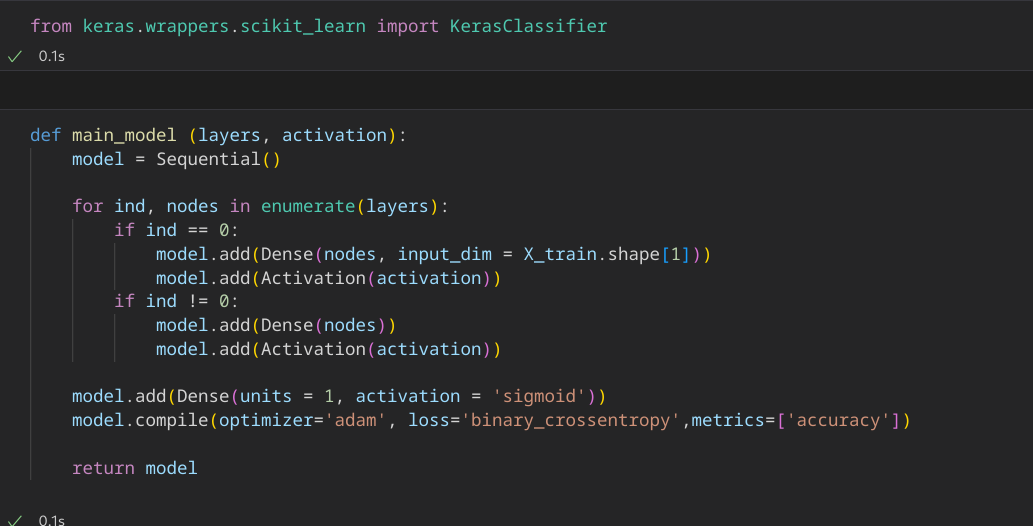 from keras.wrappers.scikit_learn import KerasClassifier
✓ 0.1s
def main_model (layers, activation):
    model = Sequential()
    for ind, nodes in enumerate(layers):
        if ind == 0:
            model.add(Dense(nodes, input_dim = X_train.shape[1]))
            model.add(Activation(activation))
        if ind != 0:
            model.add(Dense(nodes))
            model.add(Activation(activation))
    model.add(Dense(units = 1, activation = 'sigmoid'))
    model.compile(optimizer='adam', loss='binary_crossentropy',metrics=['accuracy'])
    return model
✓ 0.1s